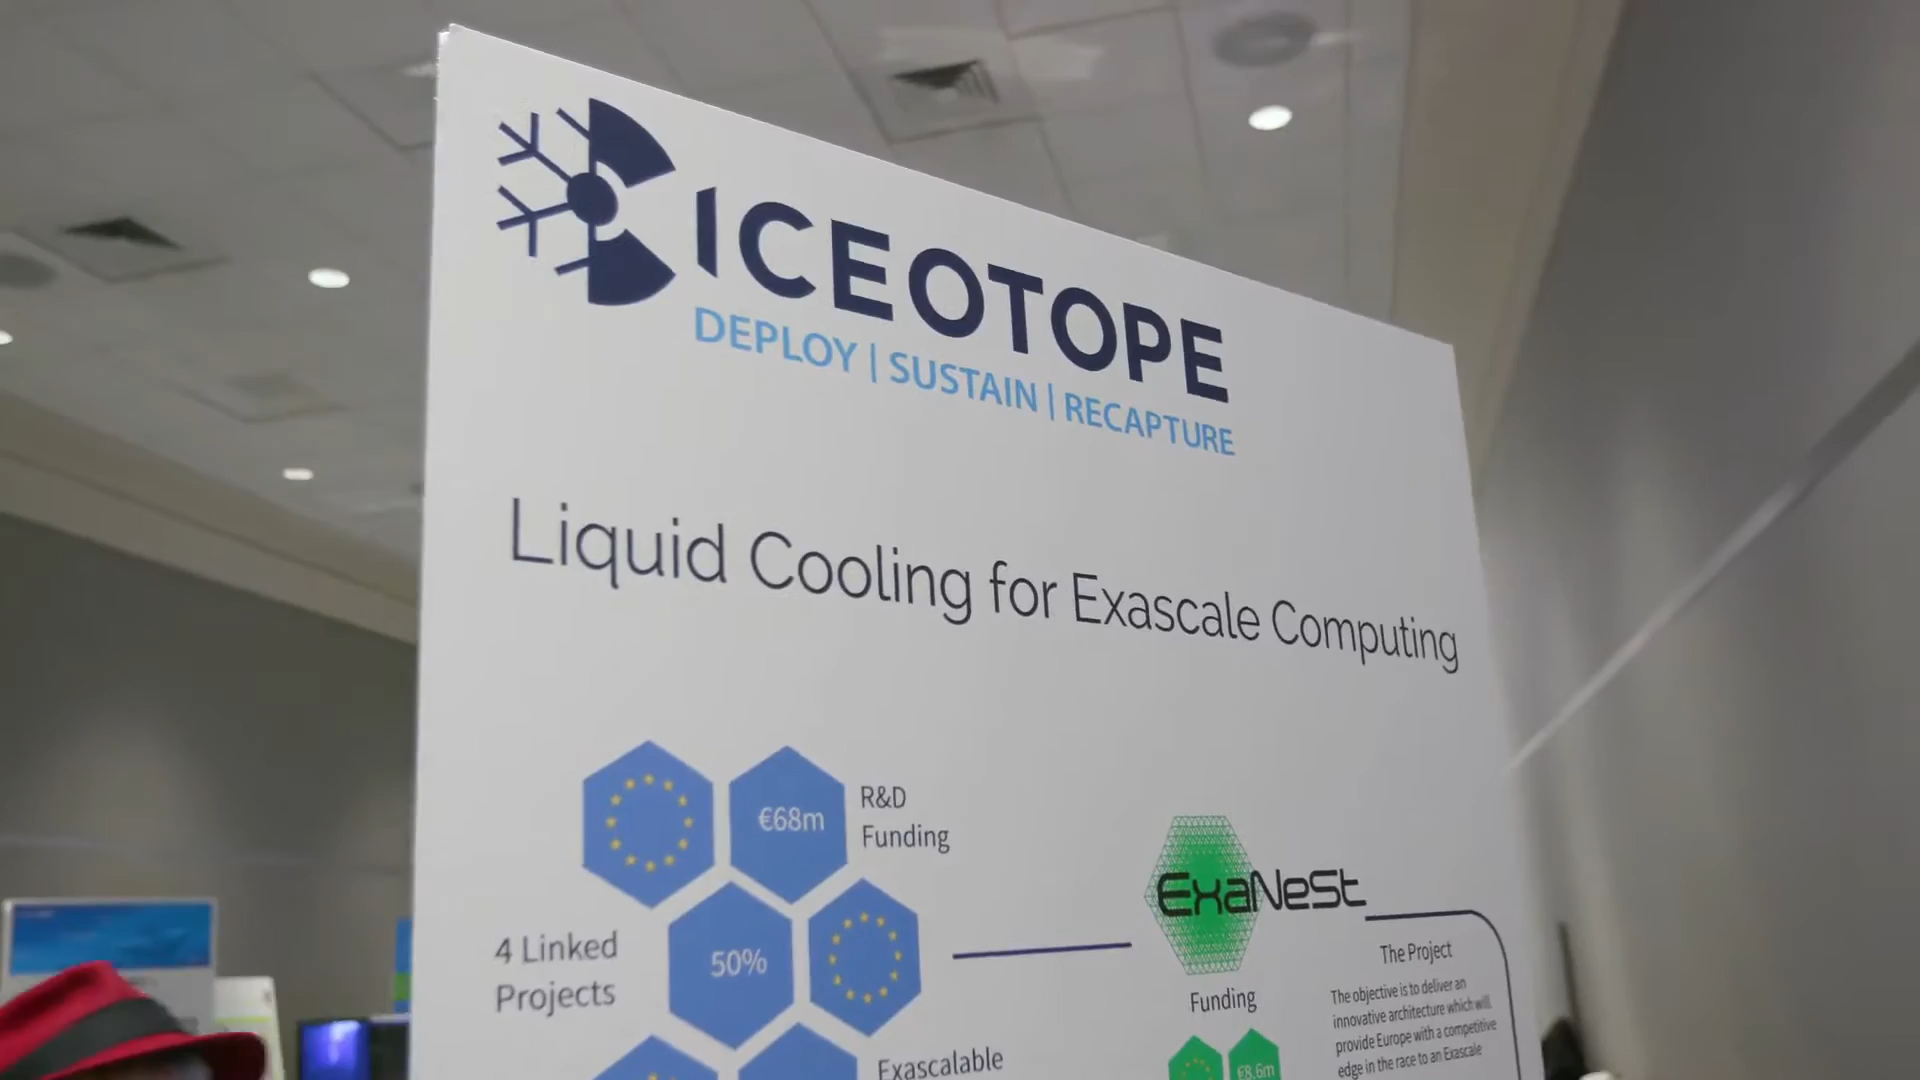 ICEOTOPE
DEPLOY | SUSTAIN | RECAPTURE
Liquid Cooling for Exascale Computing
€68m
R&D
Funding
4 Linked
Projects
50%
Exascalable
ExaNeSt
Funding
€8.6m
The Project
The objective is to deliver an
innovative architecture which will
provide Europe with a competitive
edge in the race to an Exascale